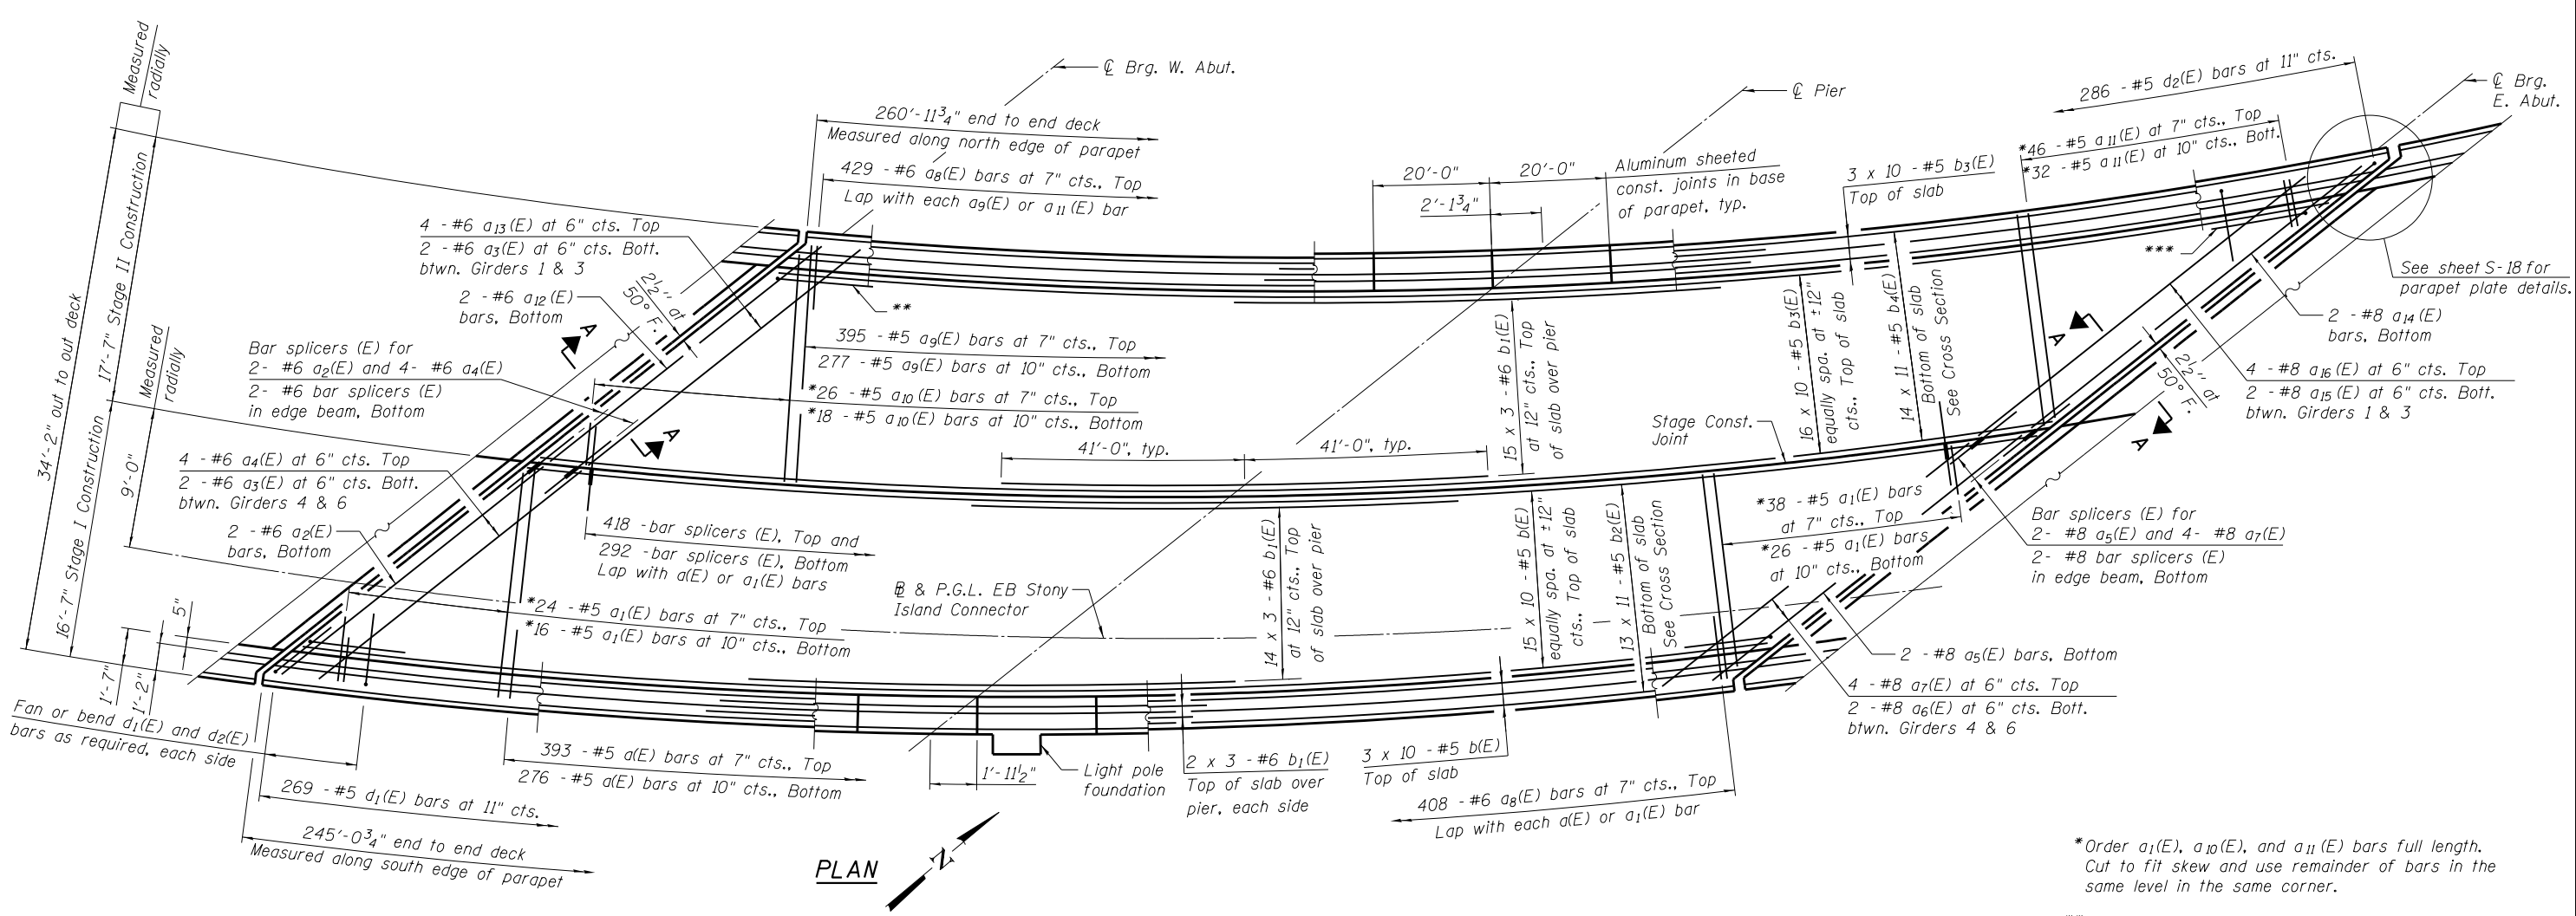 Measured
radially
34'-2" out to out deck
17'-7" Stage II Construction
16'-7" Stage I Construction
9'-0"
Measured
radially
5"
1'-7"
1'-2"
Fan or bend d1(E) and d2(E)
bars as required, each side
℄ Brg. W. Abut.
260'-11 3/4" end to end deck
Measured along north edge of parapet
429 - #6 a8(E) bars at 7" cts., Top
Lap with each a9(E) or a11(E) bar
4 - #6 a13(E) at 6" cts. Top
2 - #6 a3(E) at 6" cts. Bott.
btwn. Girders 1 & 3
2 - #6 a12(E)
bars, Bottom
2 1/2" at
50° F.
Bar splicers (E) for
2- #6 a2(E) and 4- #6 a4(E)
2- #6 bar splicers (E)
in edge beam, Bottom
4 - #6 a4(E) at 6" cts. Top
2 - #6 a3(E) at 6" cts. Bott.
btwn. Girders 4 & 6
2 - #6 a2(E)
bars, Bottom
A
A
**
395 - #5 a9(E) bars at 7" cts., Top
277 - #5 a9(E) bars at 10" cts., Bottom
*26 - #5 a10(E) bars at 7" cts., Top
*18 - #5 a10(E) bars at 10" cts., Bottom
41'-0", typ.
41'-0", typ.
418 -bar splicers (E), Top and
292 -bar splicers (E), Bottom
Lap with a(E) or a1(E) bars
*24 - #5 a1(E) bars at 7" cts., Top
*16 - #5 a1(E) bars at 10" cts., Bottom
℔ & P.G.L. EB Stony
Island Connector
393 - #5 a(E) bars at 7" cts., Top
276 - #5 a(E) bars at 10" cts., Bottom
269 - #5 d1(E) bars at 11" cts.
245'-0 3/4" end to end deck
Measured along south edge of parapet
℄ Pier
20'-0"
20'-0"
2'-1 3/4"
Aluminum sheeted
const. joints in base
of parapet, typ.
3 x 10 - #5 b3(E)
Top of slab
15 x 3 - #6 b1(E)
at 12" cts., Top
of slab over pier
16 x 10 - #5 b3(E)
equally spa. at ±12"
cts., Top of slab
14 x 11 - #5 b4(E)
Bottom of slab
See Cross Section
Stage Const.
Joint
14 x 3 - #6 b1(E)
at 12" cts., Top
of slab over pier
15 x 10 - #5 b(E)
equally spa. at ±12"
cts., Top of slab
13 x 11 - #5 b2(E)
Bottom of slab
See Cross Section
1'-11 1/2"
Light pole
foundation
2 x 3 - #6 b1(E)
Top of slab over
pier, each side
3 x 10 - #5 b(E)
Top of slab
408 - #6 a8(E) bars at 7" cts., Top
Lap with each a(E) or a1(E) bar
286 - #5 d2(E) bars at 11" cts.
℄ Brg.
E. Abut.
*46 - #5 a11(E) at 7" cts., Top
*32 - #5 a11(E) at 10" cts., Bott.
***
See sheet S-18 for
parapet plate details.
2 - #8 a14(E)
bars, Bottom
4 - #8 a16(E) at 6" cts. Top
2 - #8 a15(E) at 6" cts. Bott.
btwn. Girders 1 & 3
2 1/2" at
50° F.
A
A
*38 - #5 a1(E) bars
at 7" cts., Top
*26 - #5 a1(E) bars
at 10" cts., Bottom
Bar splicers (E) for
2- #8 a5(E) and 4- #8 a7(E)
2- #8 bar splicers (E)
in edge beam, Bottom
2 - #8 a5(E) bars, Bottom
4 - #8 a7(E) at 6" cts. Top
2 - #8 a6(E) at 6" cts. Bott.
btwn. Girders 4 & 6
PLAN
N
*Order a1(E), a10(E), and a11(E) bars full length.
Cut to fit skew and use remainder of bars in the
same level in the same corner.